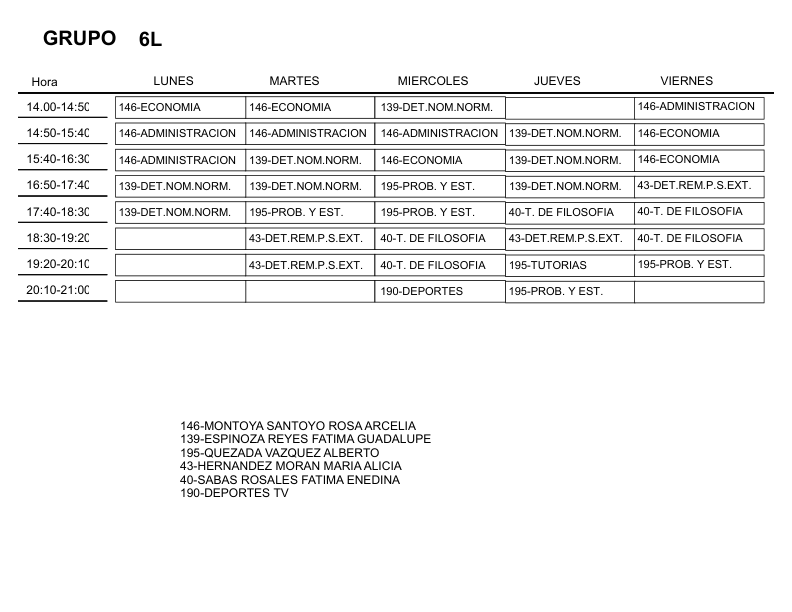 GRUPO 6L
Hora LUNES MARTES MIERCOLES JUEVES VIERNES
14.00-14:50 146-ECONOMIA 146-ECONOMIA 139-DET.NOM.NORM. 146-ADMINISTRACION
14:50-15:40 146-ADMINISTRACION 146-ADMINISTRACION 146-ADMINISTRACION 139-DET.NOM.NORM. 146-ECONOMIA
15:40-16:30 146-ADMINISTRACION 139-DET.NOM.NORM. 146-ECONOMIA 139-DET.NOM.NORM. 146-ECONOMIA
16:50-17:40 139-DET.NOM.NORM. 139-DET.NOM.NORM. 195-PROB. Y EST. 139-DET.NOM.NORM. 43-DET.REM.P.S.EXT.
17:40-18:30 139-DET.NOM.NORM. 195-PROB. Y EST. 195-PROB. Y EST. 40-T. DE FILOSOFIA 40-T. DE FILOSOFIA
18:30-19:20 43-DET.REM.P.S.EXT. 40-T. DE FILOSOFIA 43-DET.REM.P.S.EXT. 40-T. DE FILOSOFIA
19:20-20:10 43-DET.REM.P.S.EXT. 40-T. DE FILOSOFIA 195-TUTORIAS 195-PROB. Y EST.
20:10-21:00 190-DEPORTES 195-PROB. Y EST.
146-MONTOYA SANTOYO ROSA ARCELIA
139-ESPINOZA REYES FATIMA GUADALUPE
195-QUEZADA VAZQUEZ ALBERTO
43-HERNANDEZ MORAN MARIA ALICIA
40-SABAS ROSALES FATIMA ENEDINA
190-DEPORTES TV